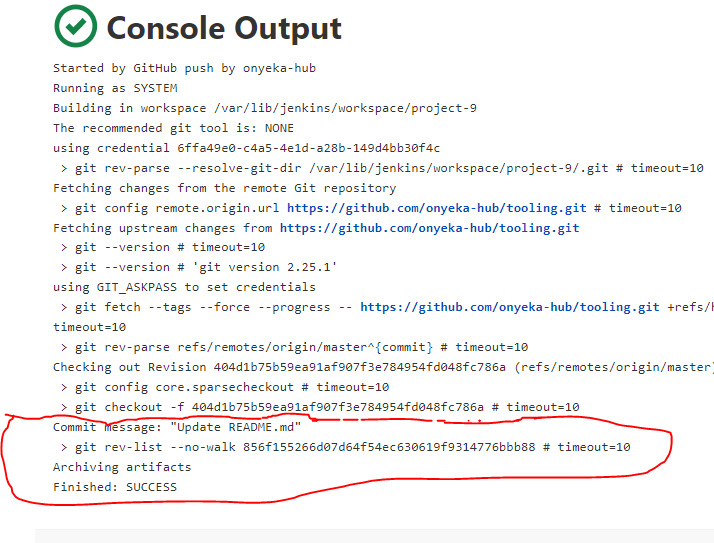 Console Output
Started by GitHub push by onyeka-hub
Running as SYSTEM
Building in workspace /var/lib/jenkins/workspace/project-9
The recommended git tool is: NONE
using credential 6ffa49e0-c4a5-4e1d-a28b-149d4bb30f4c
> git rev-parse --resolve-git-dir /var/lib/jenkins/workspace/project-9/.git # timeout=10
Fetching changes from the remote Git repository
> git config remote.origin.url https://github.com/onyeka-hub/tooling.git # timeout=10
Fetching upstream changes from https://github.com/onyeka-hub/tooling.git
> git --version # timeout=10
> git --version # 'git version 2.25.1'
using GIT_ASKPASS to set credentials
> git fetch --tags --force --progress -- https://github.com/onyeka-hub/tooling.git +refs/h
timeout=10
> git rev-parse refs/remotes/origin/master^{commit} # timeout=10
Checking out Revision 404d1b75b59ea91af907f3e784954fd048fc786a (refs/remotes/origin/master)
> git config core.sparsecheckout # timeout=10
> git checkout -f 404d1b75b59ea91af907f3e784954fd048fc786a # timeout=10
Commit message: "Update README.md"
> git rev-list --no-walk 856f155266d07d64f54ec630619f9314776bbb88 # timeout=10
Archiving artifacts
Finished: SUCCESS